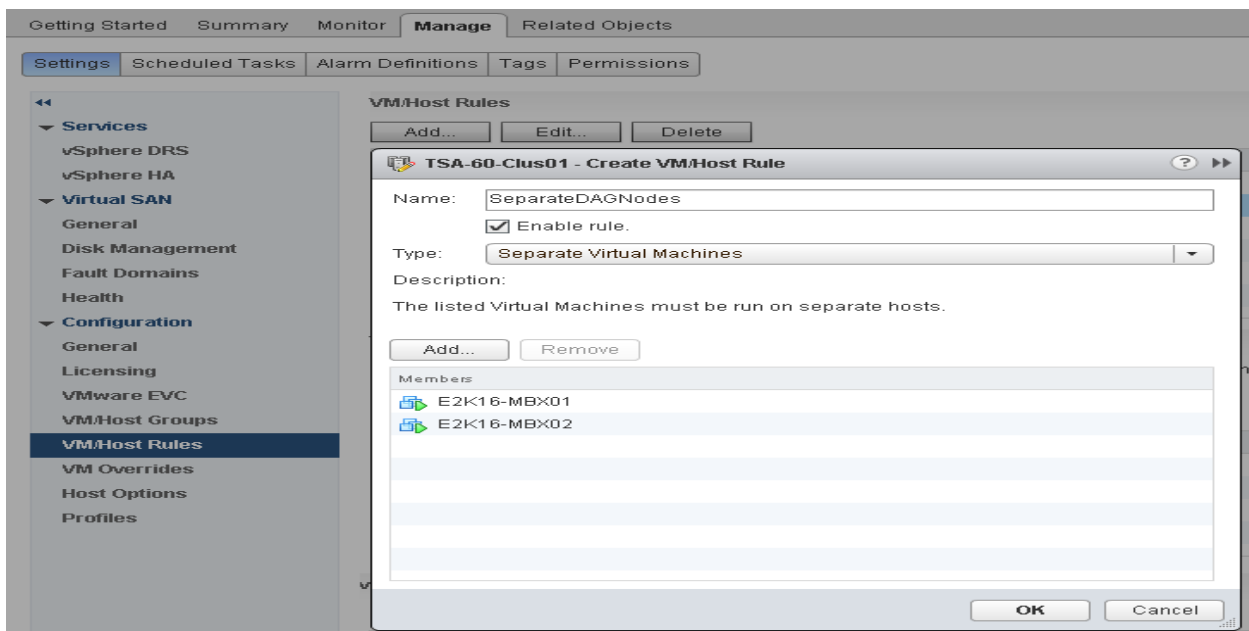 Getting Started Summary Monitor Manage Related Objects
Settings Scheduled Tasks Alarm Definitions Tags Permissions
Services
vSphere DRS
vSphere HA
Virtual SAN
General
Disk Management
Fault Domains
Health
Configuration
General
Licensing
VMware EVC
VM/Host Groups
VM/Host Rules
VM Overrides
Host Options
Profiles
VM/Host Rules
Add... Edit... Delete
TSA-60-Clus01 - Create VM/Host Rule ?
Name: SeparateDAGNodes
Enable rule.
Type: Separate Virtual Machines
Description:
The listed Virtual Machines must be run on separate hosts.
Add... Remove
Members
E2K16-MBX01
E2K16-MBX02
OK Cancel